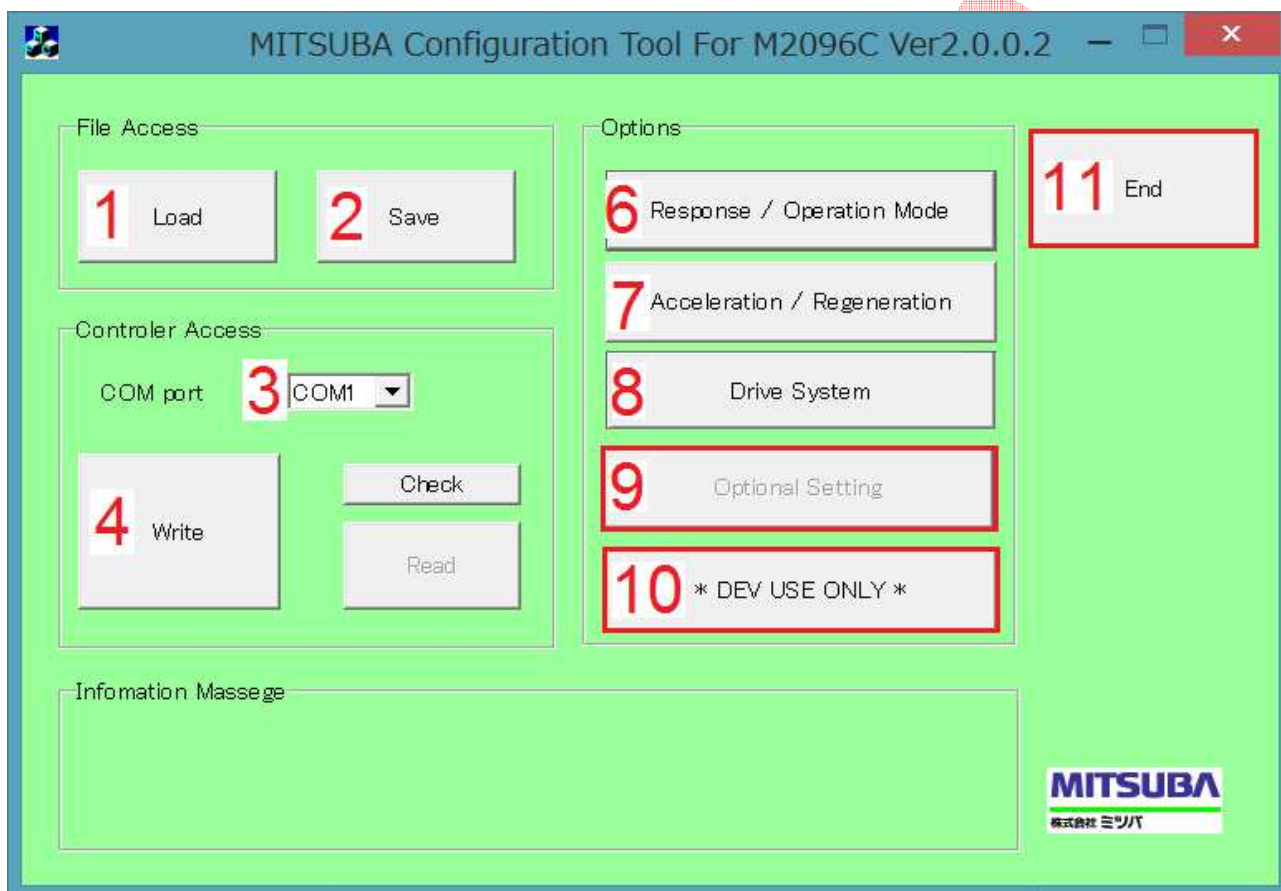 MITSUBA Configuration Tool For M2096C Ver2.0.0.2
File Access
1 Load
2 Save
Controler Access
COM port 3 COM1
4 Write
Check
Read
Options
6 Response / Operation Mode
7 Acceleration / Regeneration
8 Drive System
9 Optional Setting
10 * DEV USE ONLY *
11 End
Infomation Massege
MITSUBA
株式会社 ミツバ